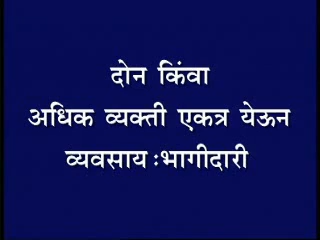 दोन किंवा
अधिक व्यक्ती एकत्र येऊन
व्यवसाय :भागीदारी